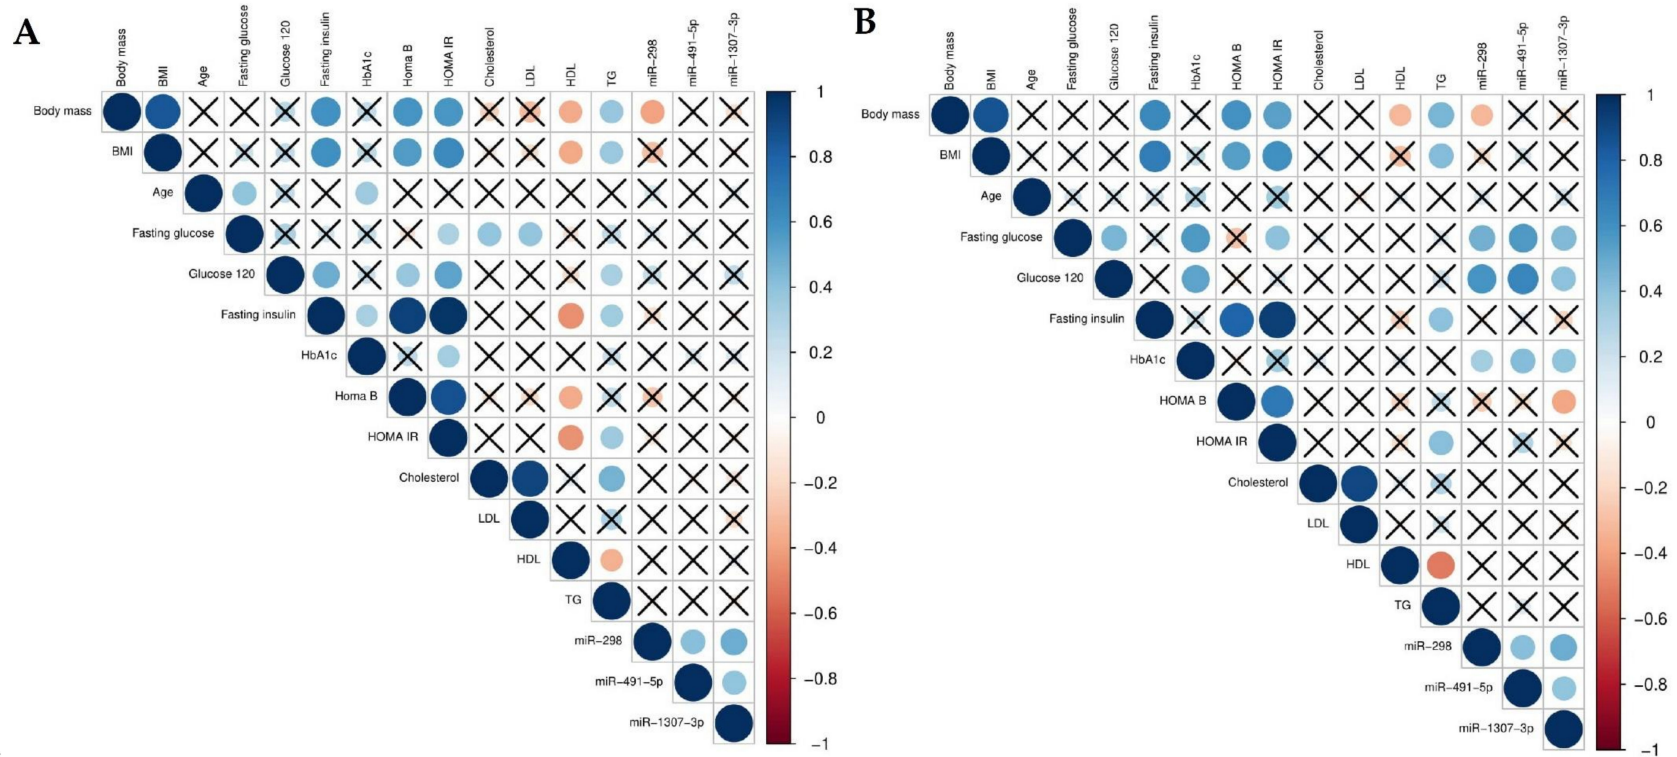 A
Body mass
BMI
Age
Fasting glucose
Glucose 120
Fasting insulin
HbA1c
Homa B
HOMA IR
Cholesterol
LDL
HDL
TG
miR−298
miR−491−5p
miR−1307−3p
Body mass
BMI
Age
Fasting glucose
Glucose 120
Fasting insulin
HbA1c
Homa B
HOMA IR
Cholesterol
LDL
HDL
TG
miR−298
miR−491−5p
miR−1307−3p
1
0.8
0.6
0.4
0.2
0
−0.2
−0.4
−0.6
−0.8
−1
B
Body mass
BMI
Age
Fasting glucose
Glucose 120
Fasting insulin
HbA1c
HOMA B
HOMA IR
Cholesterol
LDL
HDL
TG
miR−298
miR−491−5p
miR−1307−3p
Body mass
BMI
Age
Fasting glucose
Glucose 120
Fasting insulin
HbA1c
HOMA B
HOMA IR
Cholesterol
LDL
HDL
TG
miR−298
miR−491−5p
miR−1307−3p
1
0.8
0.6
0.4
0.2
0
−0.2
−0.4
−0.6
−0.8
−1